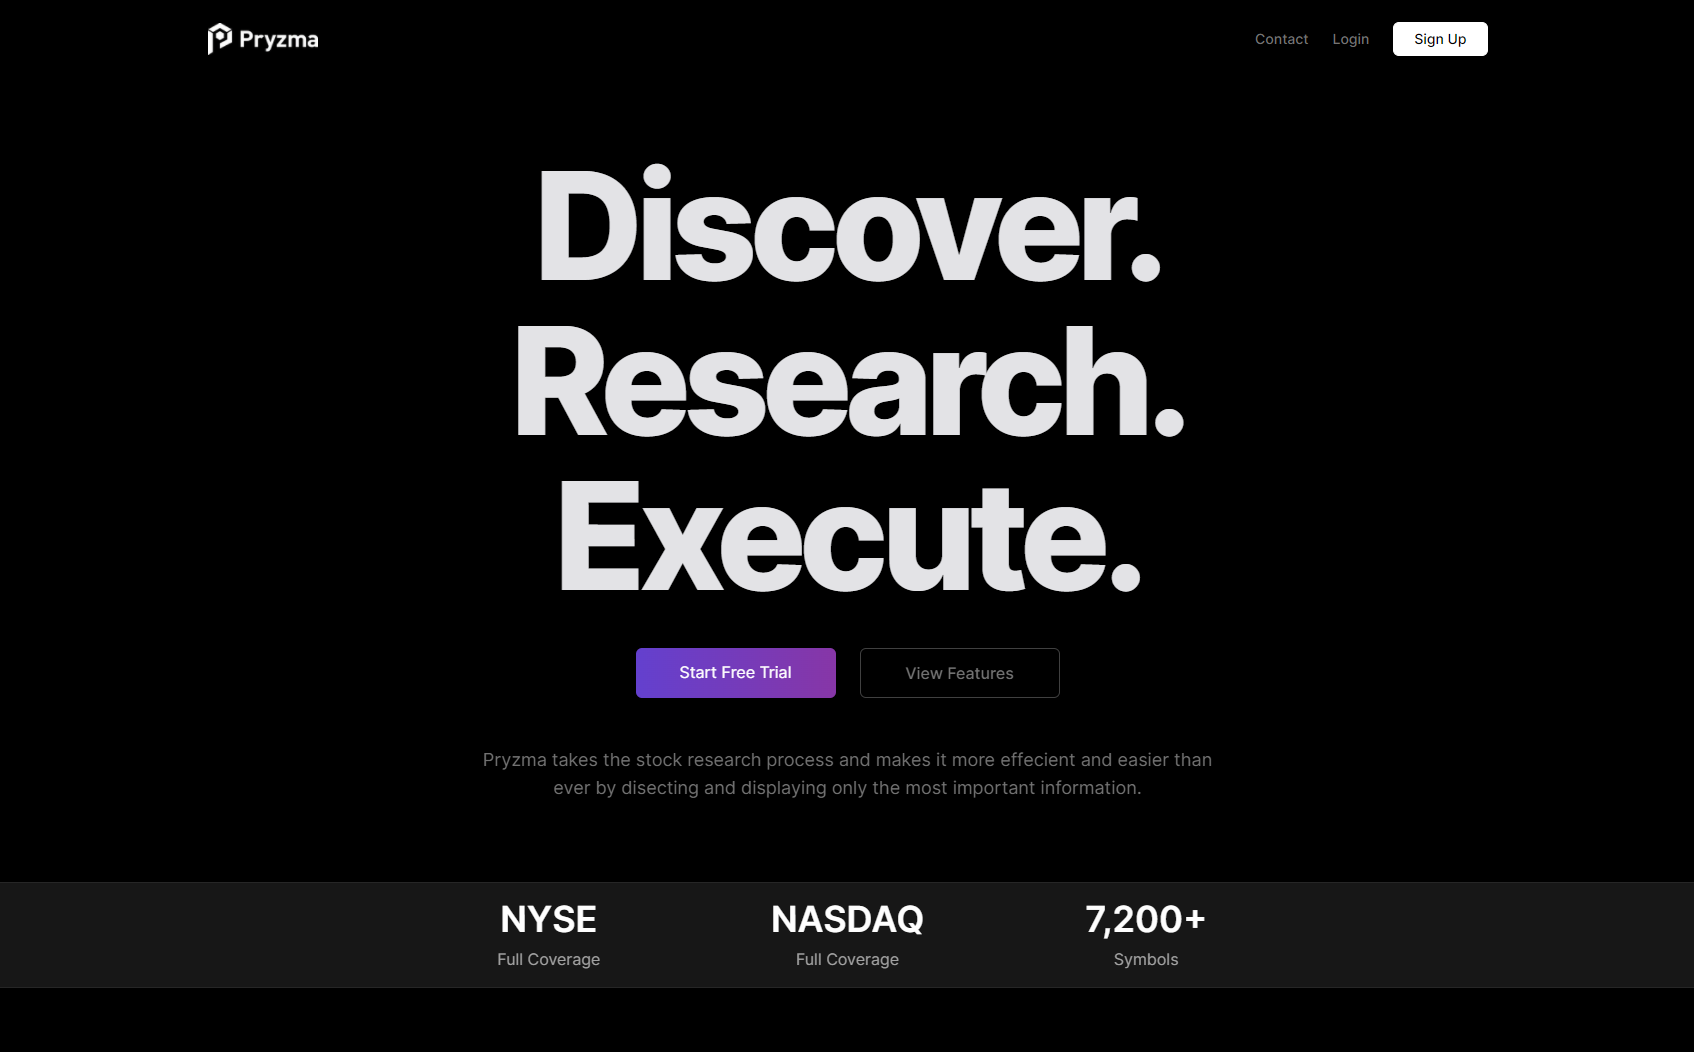 Pryzma
Contact
Login
Sign Up
Discover.
Research.
Execute.
Start Free Trial
View Features
Pryzma takes the stock research process and makes it more effecient and easier than
ever by disecting and displaying only the most important information.
NYSE
Full Coverage
NASDAQ
Full Coverage
7,200+
Symbols